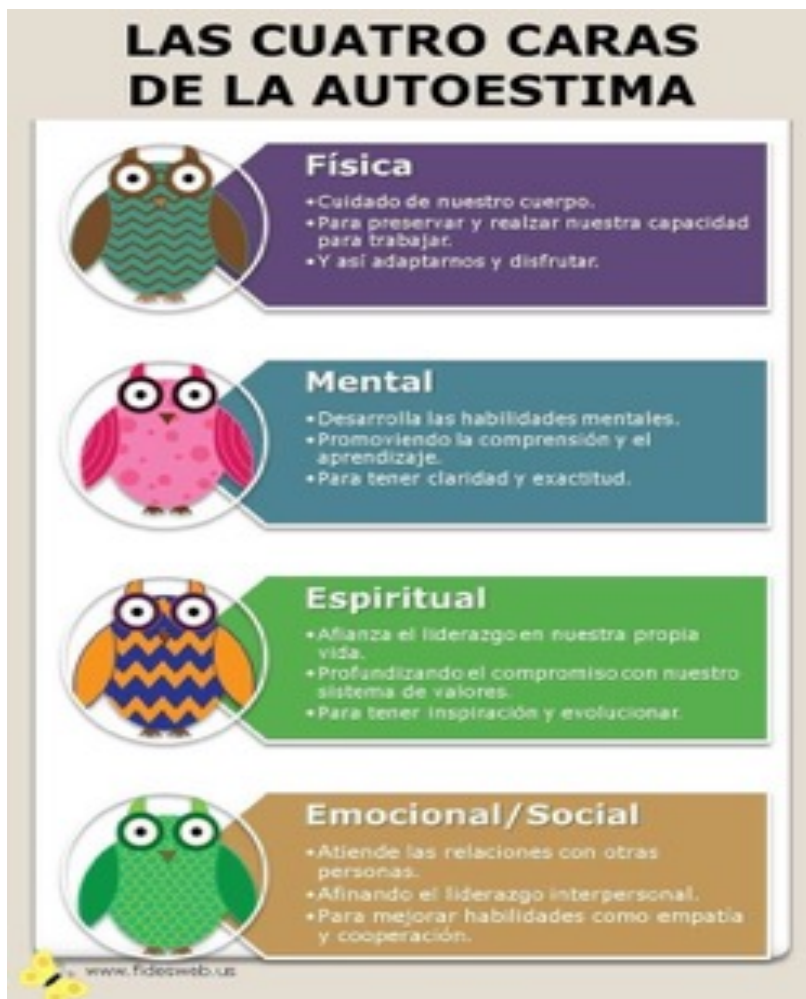 LAS CUATRO CARAS
DE LA AUTOESTIMA
Física
•Cuidado de nuestro cuerpo.
•Para preservar y realzar nuestra capacidad
para trabajar.
•Y así adaptarnos y disfrutar.
Mental
•Desarrolla las habilidades mentales.
•Promoviendo la comprensión y el
aprendizaje.
•Para tener claridad y exactitud.
Espiritual
•Afianza el liderazgo en nuestra propia
vida.
•Profundizando el compromiso con nuestro
sistema de valores.
•Para tener inspiración y evolucionar.
Emocional/Social
•Atiende las relaciones con otras
personas.
•Afinando el liderazgo interpersonal.
•Para mejorar habilidades como empatía
y cooperación.
www.fidesweb.us